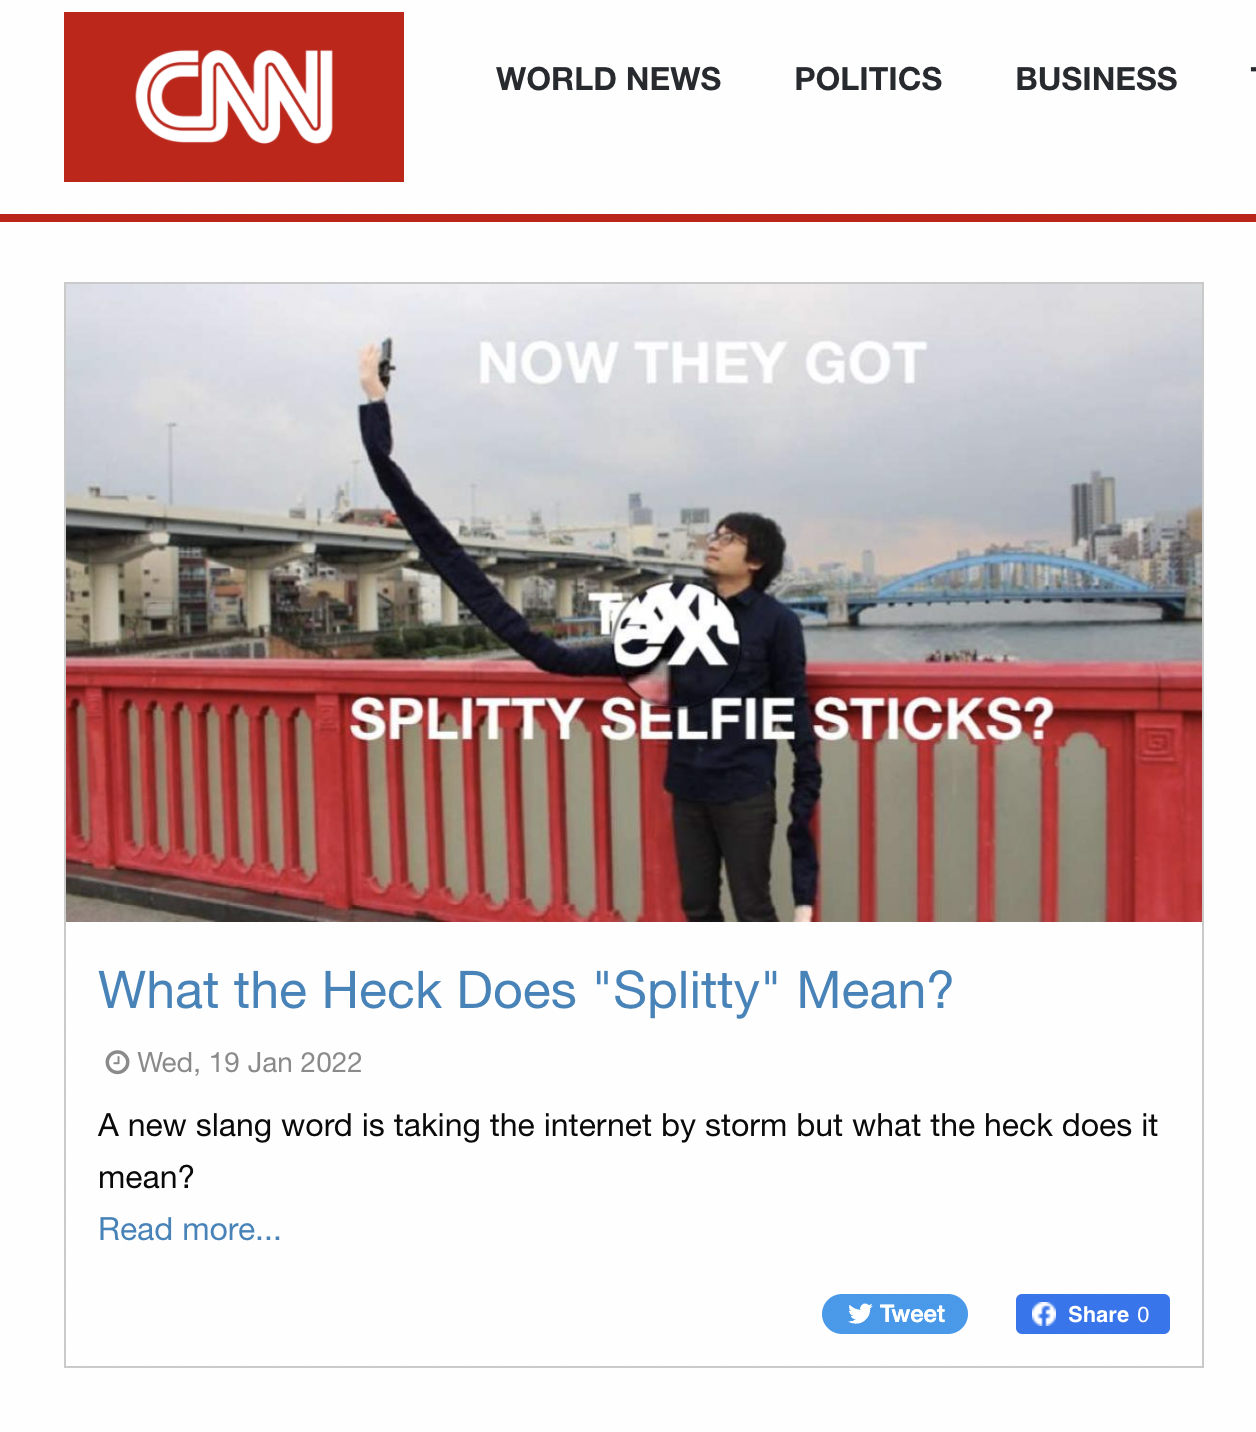 CNN
WORLD NEWS POLITICS BUSINESS
NOW THEY GOT
SPLITTY SELFIE STICKS?
What the Heck Does "Splitty" Mean?
Wed, 19 Jan 2022
A new slang word is taking the internet by storm but what the heck does it
mean?
Read more...
Tweet Share 0